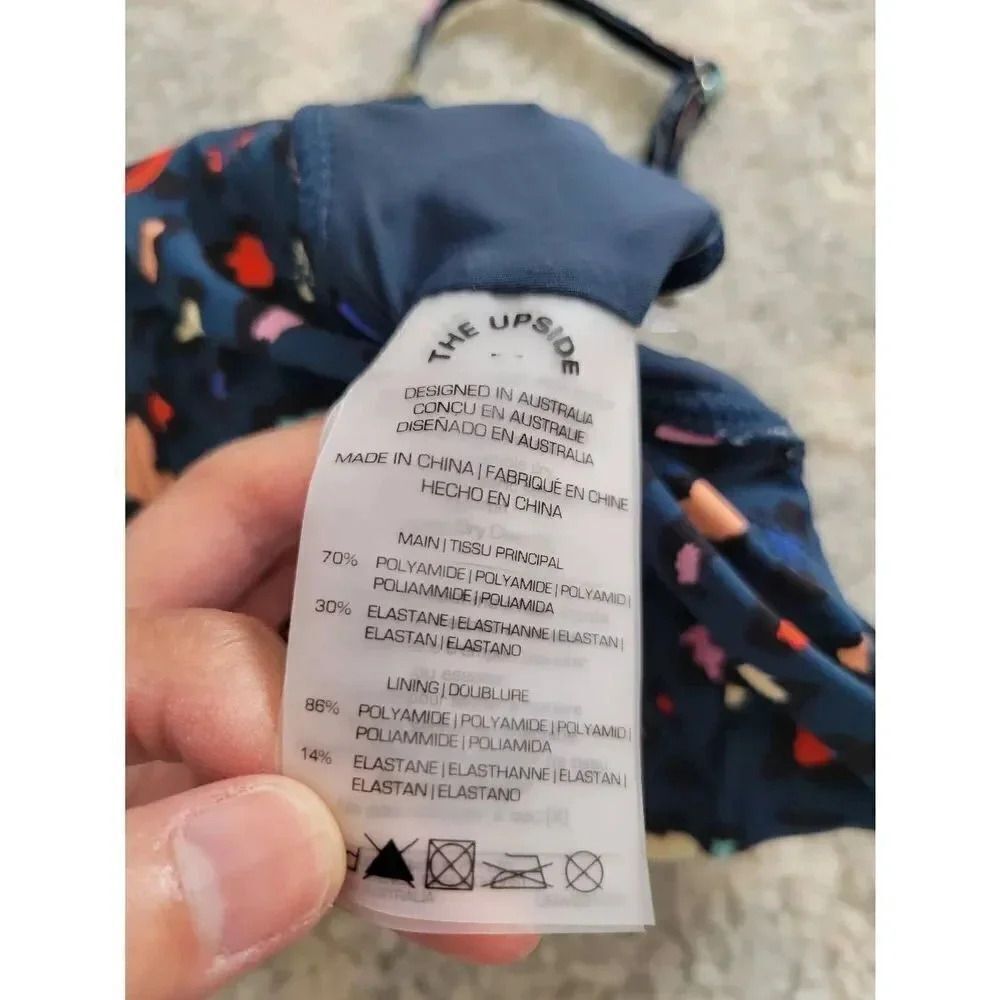 THE UPSIDE
DESIGNED IN AUSTRALIA
CONÇU EN AUSTRALIE
DISEÑADO EN AUSTRALIA
MADE IN CHINA | FABRIQUÉ EN CHINE
HECHO EN CHINA
MAIN | TISSU PRINCIPAL
70% POLYAMIDE | POLYAMIDE | POLYAMID |
POLIAMMIDE | POLIAMIDA
30% ELASTANE | ELASTHANNE | ELASTAN |
ELASTAN | ELASTANO
LINING | DOUBLURE
86% POLYAMIDE | POLYAMIDE | POLYAMID |
POLIAMMIDE | POLIAMIDA
14% ELASTANE | ELASTHANNE | ELASTAN |
ELASTAN | ELASTANO